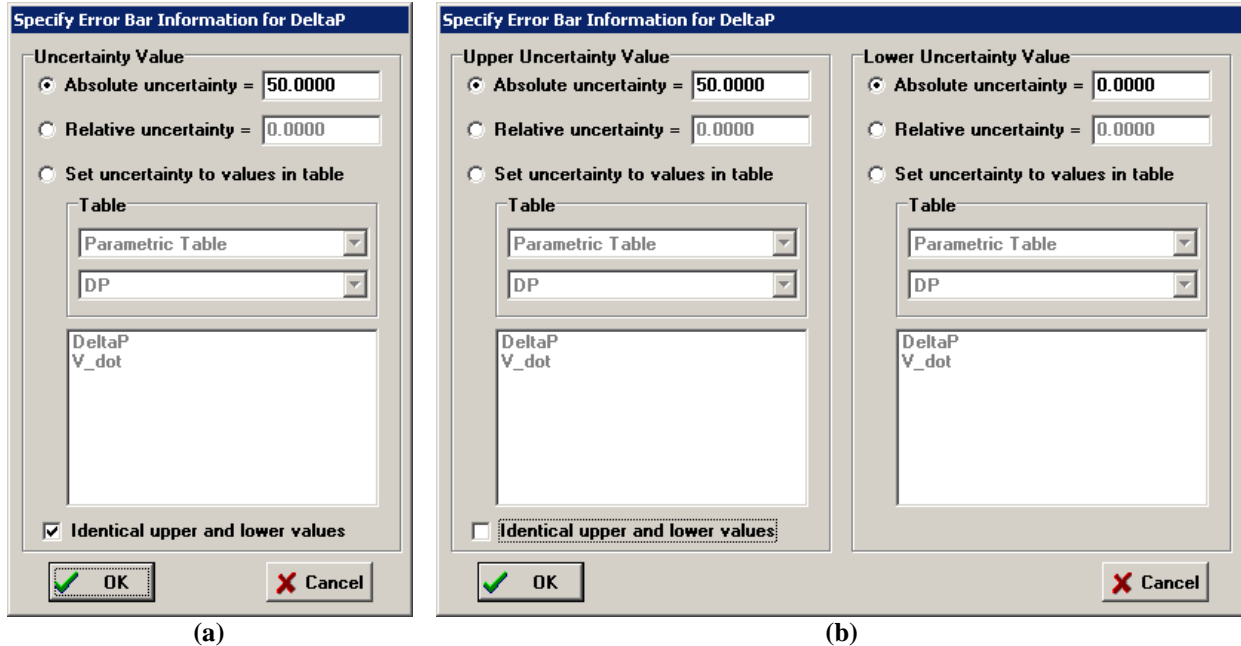 Specify Error Bar Information for DeltaP
Uncertainty Value
Absolute uncertainty = 50.0000
Relative uncertainty = 0.0000
Set uncertainty to values in table
Table
Parametric Table
DP
DeltaP
V_dot
Identical upper and lower values
OK Cancel
(a)
Specify Error Bar Information for DeltaP
Upper Uncertainty Value
Absolute uncertainty = 50.0000
Relative uncertainty = 0.0000
Set uncertainty to values in table
Table
Parametric Table
DP
DeltaP
V_dot
Identical upper and lower values
OK
Lower Uncertainty Value
Absolute uncertainty = 0.0000
Relative uncertainty = 0.0000
Set uncertainty to values in table
Table
Parametric Table
DP
DeltaP
V_dot
Cancel
(b)